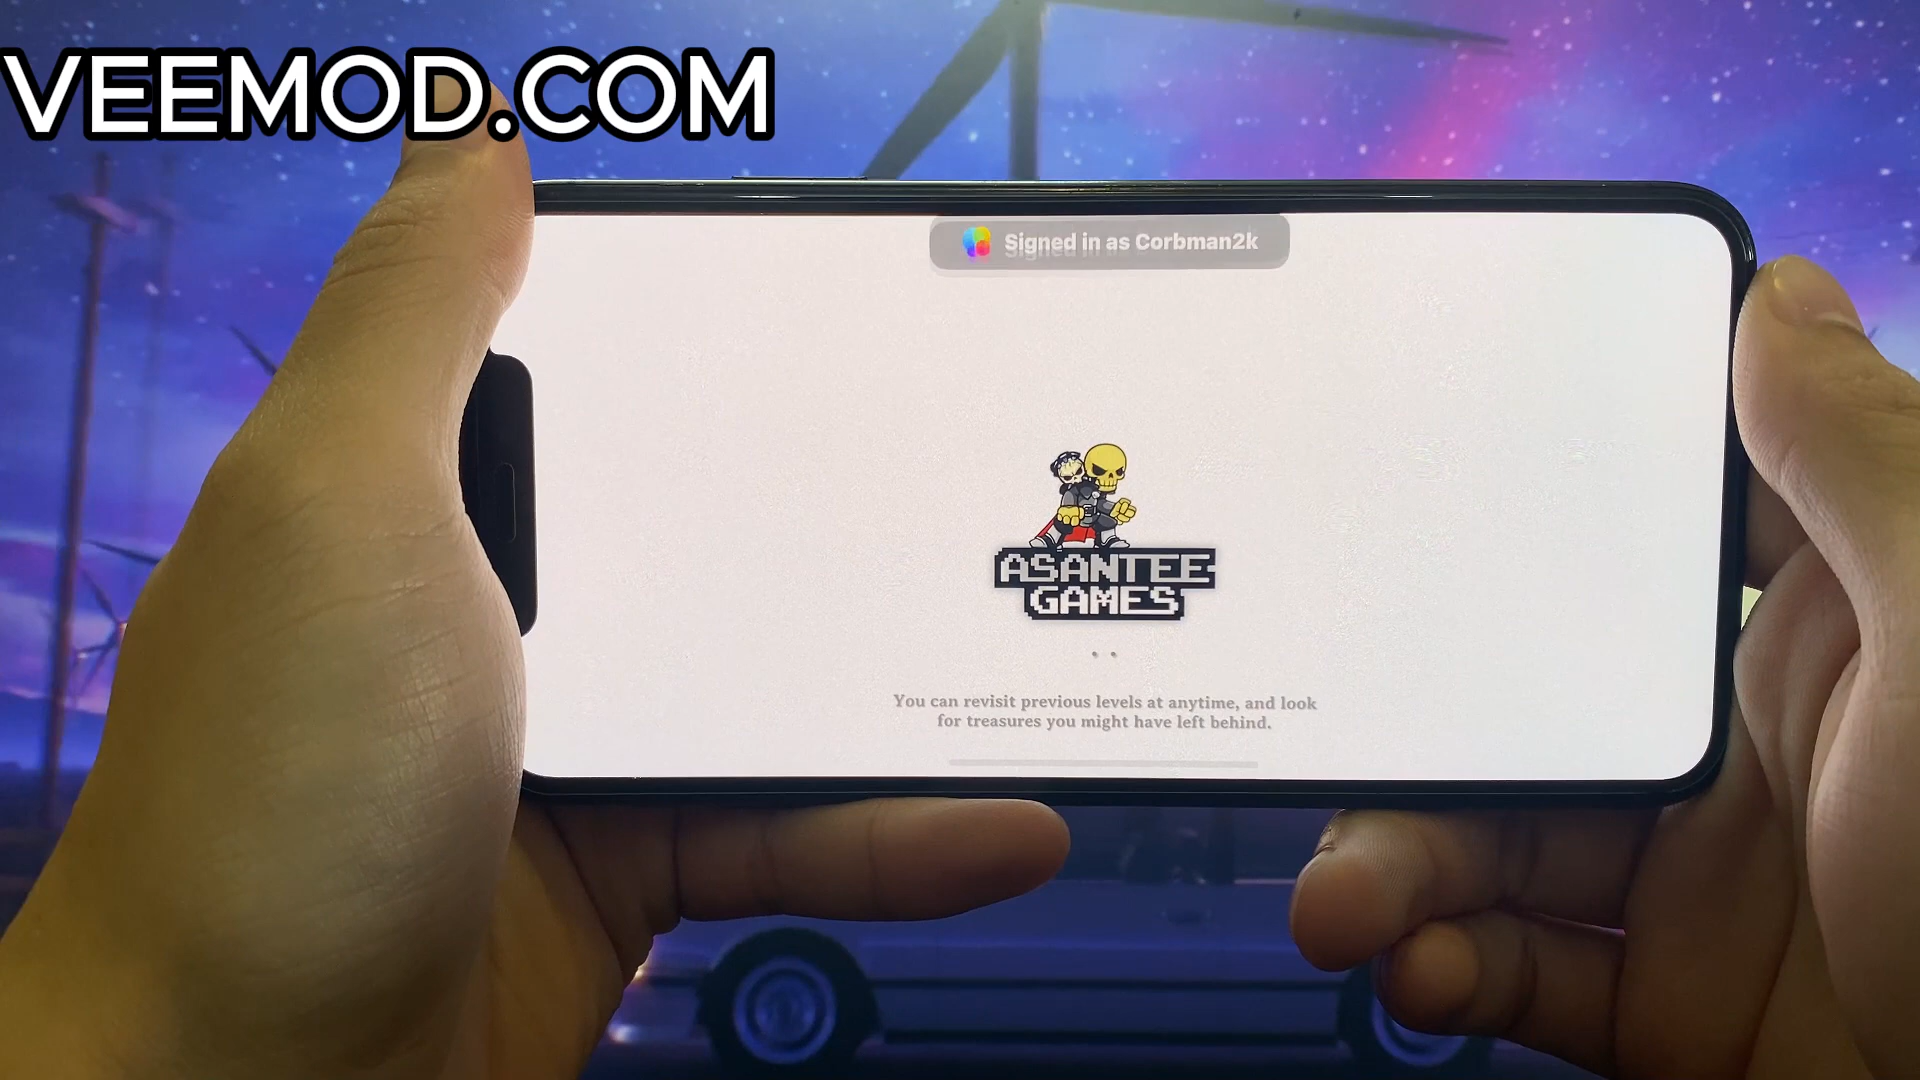 VEEMOD.COM
Signed in as Corbman2k
ASANTEE
GAMES
You can revisit previous levels at anytime, and look
for treasures you might have left behind.